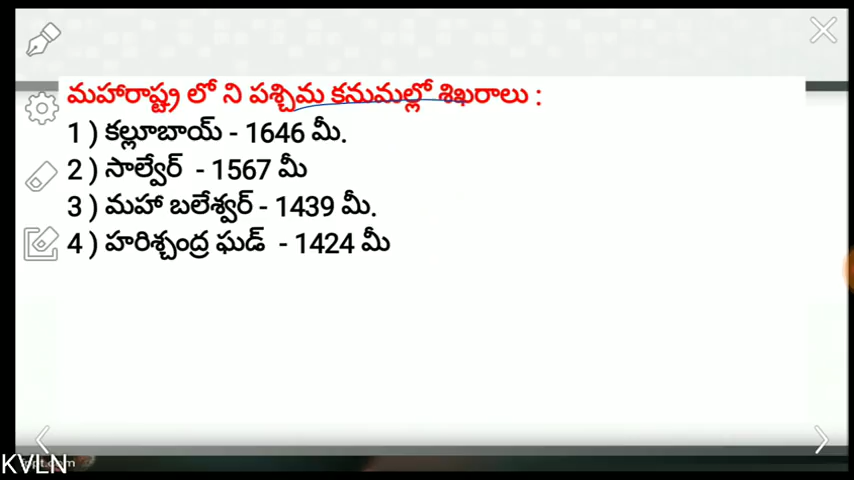 మహారాష్ట్ర లో ని పశ్చిమ కనుమల్లో శిఖరాలు :
1 ) కల్లూబాయ్ - 1646 మీ.
2 ) సాల్వేర్ - 1567 మీ
3 ) మహా బలేశ్వర్ - 1439 మీ.
4 ) హరిశ్చంద్ర ఘడ్ - 1424 మీ
KVLN